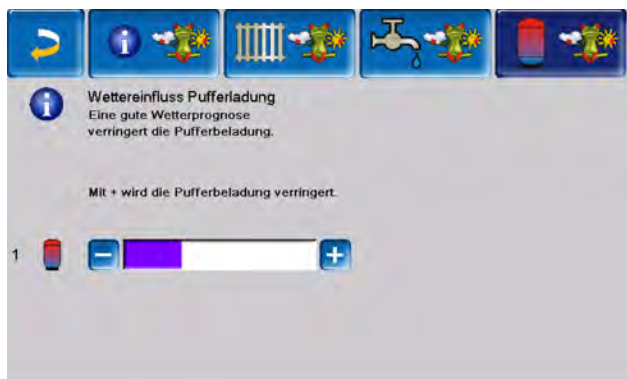 Wettereinfluss Pufferladung
Eine gute Wetterprognose
verringert die Pufferbeladung.
Mit + wird die Pufferbeladung verringert.
1